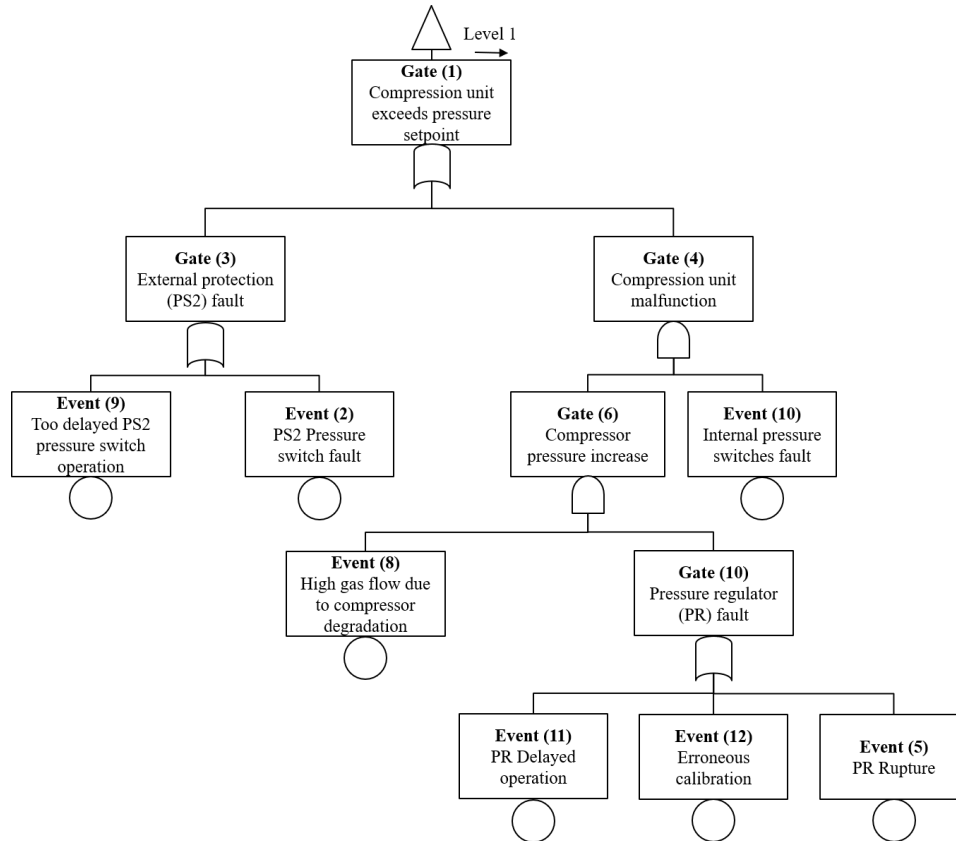 Level 1
Gate (1)
Compression unit
exceeds pressure
setpoint
Gate (3)
External protection
(PS2) fault
Gate (4)
Compression unit
malfunction
Event (9)
Too delayed PS2
pressure switch
operation
Event (2)
PS2 Pressure
switch fault
Gate (6)
Compressor
pressure increase
Event (10)
Internal pressure
switches fault
Event (8)
High gas flow due
to compressor
degradation
Gate (10)
Pressure regulator
(PR) fault
Event (11)
PR Delayed
operation
Event (12)
Erroneous
calibration
Event (5)
PR Rupture